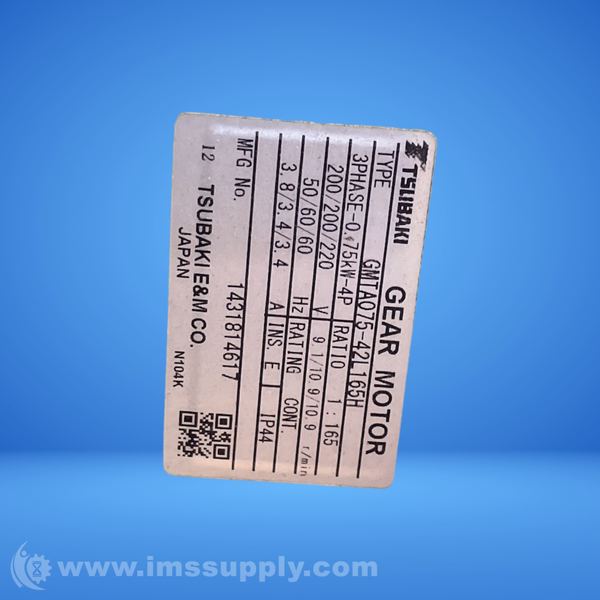 TSUBAKI GEAR MOTOR
TYPE GMTA075-42L165H
3PHASE-0.75kW-4P RATIO 1:165
200/200/220 V 9.1/10.9/10.9 r/min
50/60/60 Hz RATING CONT.
3.8/3.4/3.4 A INS. E IP44
MFG No. 1431814617
12 TSUBAKI E&M CO.
JAPAN N104K
www.imssupply.com